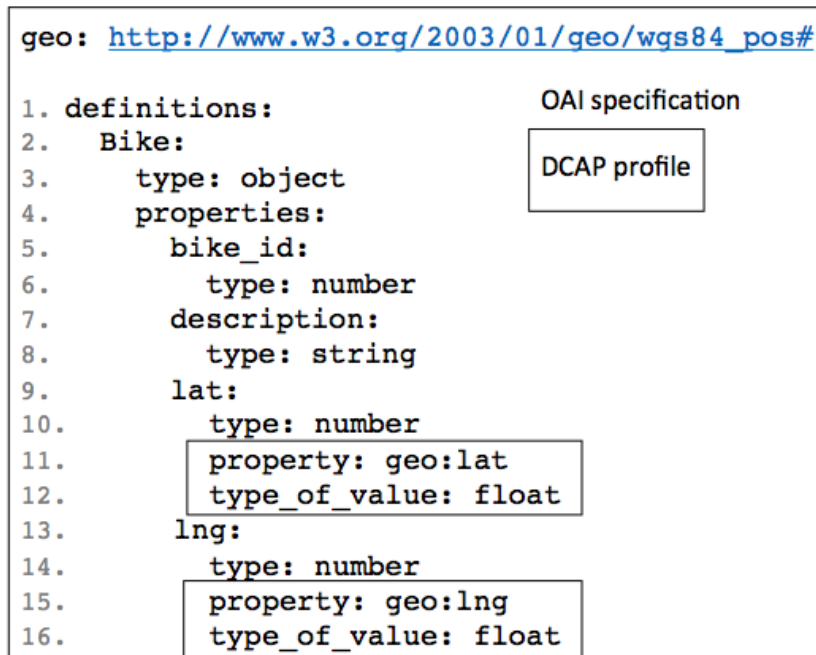 geo: http://www.w3.org/2003/01/geo/wgs84_pos#
OAI specification
DCAP profile
1. definitions:
2. Bike:
3. type: object
4. properties:
5. bike_id:
6. type: number
7. description:
8. type: string
9. lat:
10. type: number
11. property: geo:lat
12. type_of_value: float
13. lng:
14. type: number
15. property: geo:lng
16. type_of_value: float